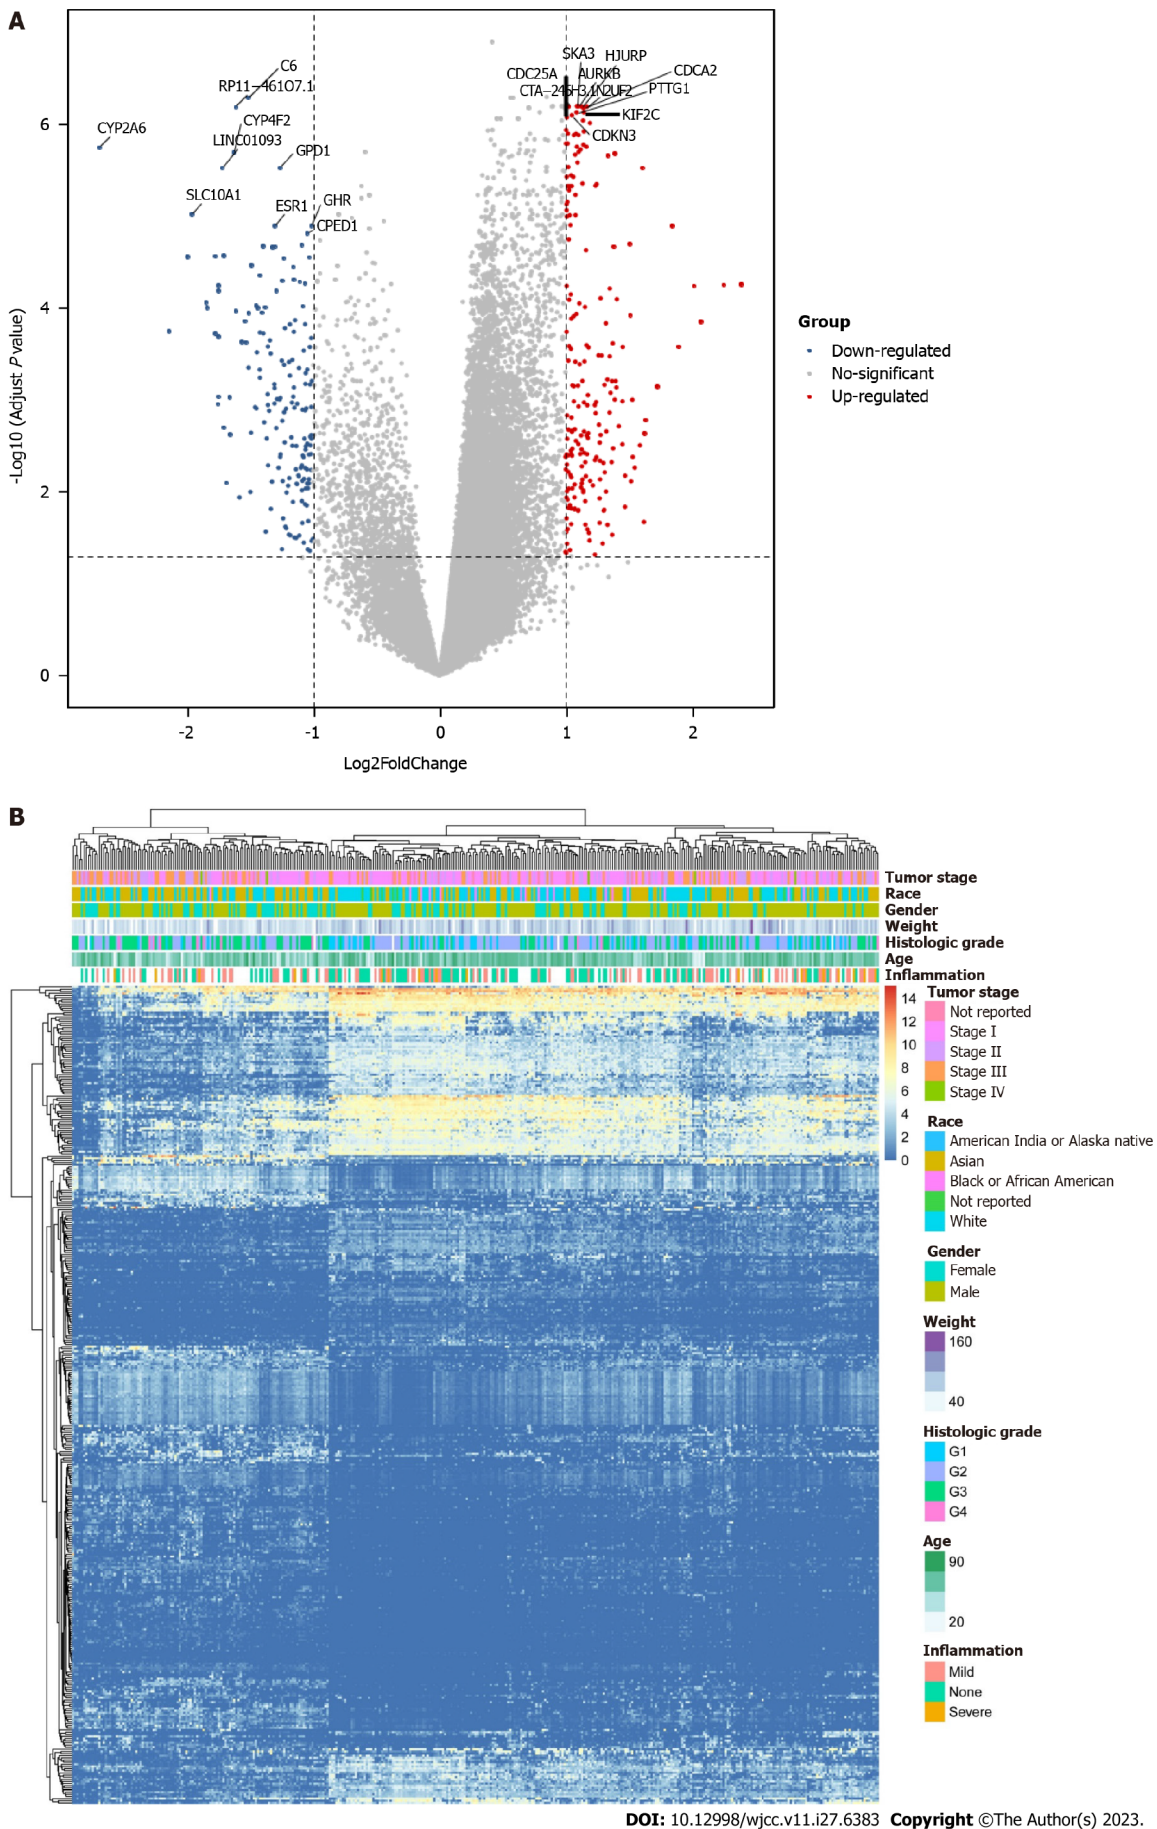 A
SKA3
HJURP
C6
CDC25A
AURKB
CDCA2
RP11−461O7.1
PTTG1
KIF2C
6
CYP4F2
CYP2A6
CDKN3
LINC01093
GPD1
SLC10A1
GHR
ESR1
CPED1
-Log10 (Adjust P value)
4
Group
Down-regulated
No-significant
Up-regulated
2
0
-2 -1 0 1 2
Log2FoldChange
B
Tumor stage
Race
Gender
Weight
Histologic grade
Age
Inflammation
14
12
10
8
6
4
2
0
Tumor stage
Not reported
Stage I
Stage II
Stage III
Stage IV
Race
American India or Alaska native
Asian
Black or African American
Not reported
White
Gender
Female
Male
Weight
160
40
Histologic grade
G1
G2
G3
G4
Age
90
20
Inflammation
Mild
None
Severe
DOI: 10.12998/wjcc.v11.i27.6383 Copyright ©The Author(s) 2023.